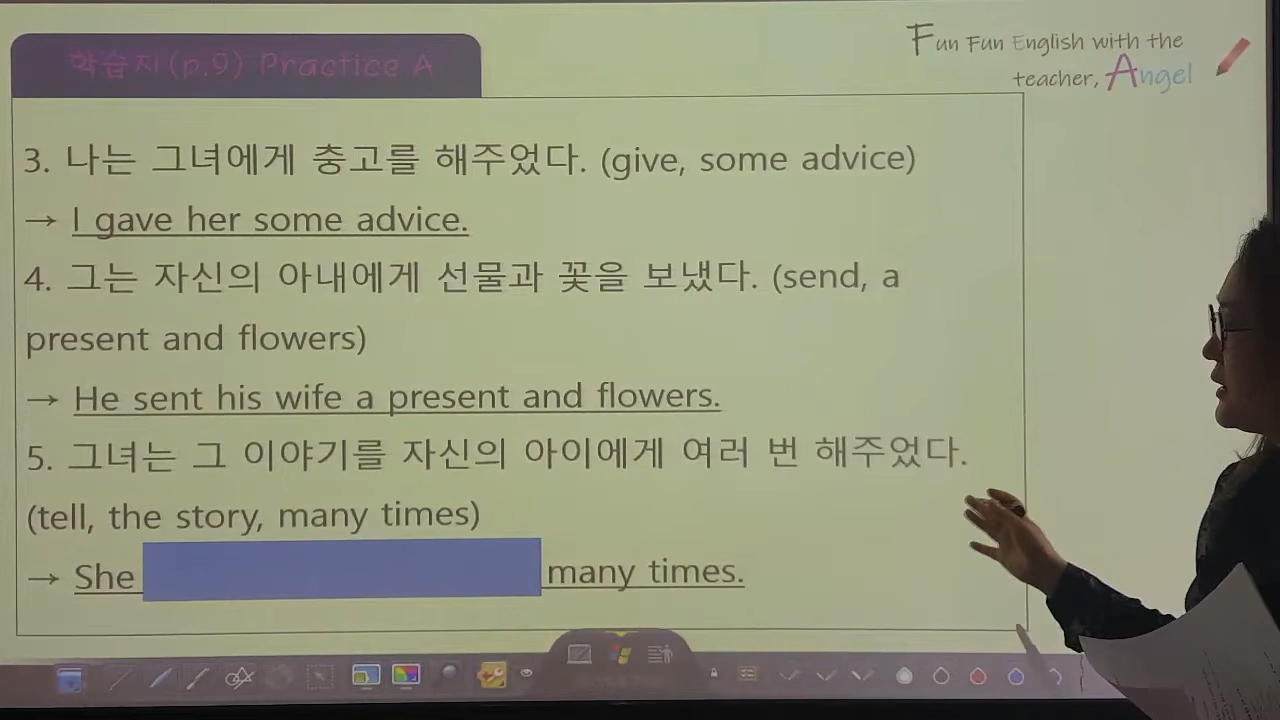 학습지(p.9) Practice A
Fun Fun English with the
teacher, Angel
3. 나는 그녀에게 충고를 해주었다. (give, some advice)
→ I gave her some advice.
4. 그는 자신의 아내에게 선물과 꽃을 보냈다. (send, a
present and flowers)
→ He sent his wife a present and flowers.
5. 그녀는 그 이야기를 자신의 아이에게 여러 번 해주었다.
(tell, the story, many times)
→ She many times.